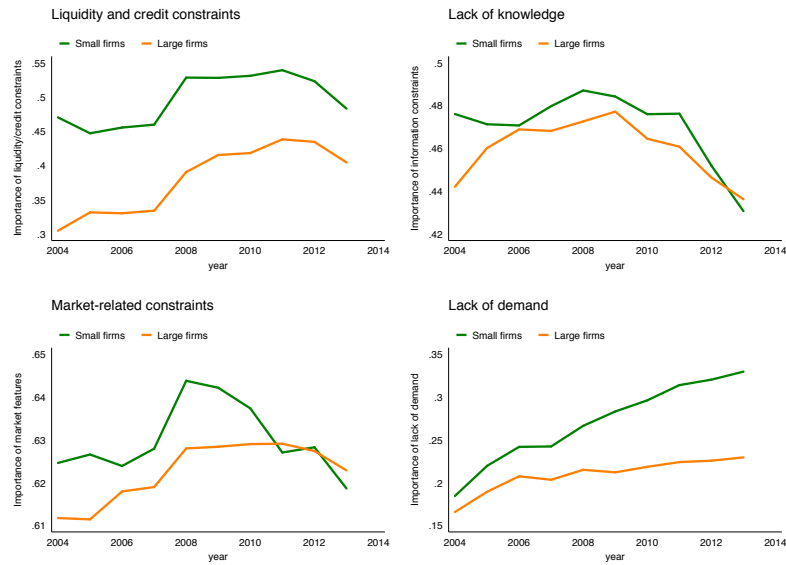 Liquidity and credit constraints
Small firms Large firms
Importance of liquidity/credit constraints
.55
.5
.45
.4
.35
.3
2004 2006 2008 2010 2012 2014
year
Lack of knowledge
Small firms Large firms
Importance of information constraints
.5
.48
.46
.44
.42
2004 2006 2008 2010 2012 2014
year
Market-related constraints
Small firms Large firms
Importance of market features
.65
.64
.63
.62
.61
2004 2006 2008 2010 2012 2014
year
Lack of demand
Small firms Large firms
Importance of lack of demand
.35
.3
.25
.2
.15
2004 2006 2008 2010 2012 2014
year